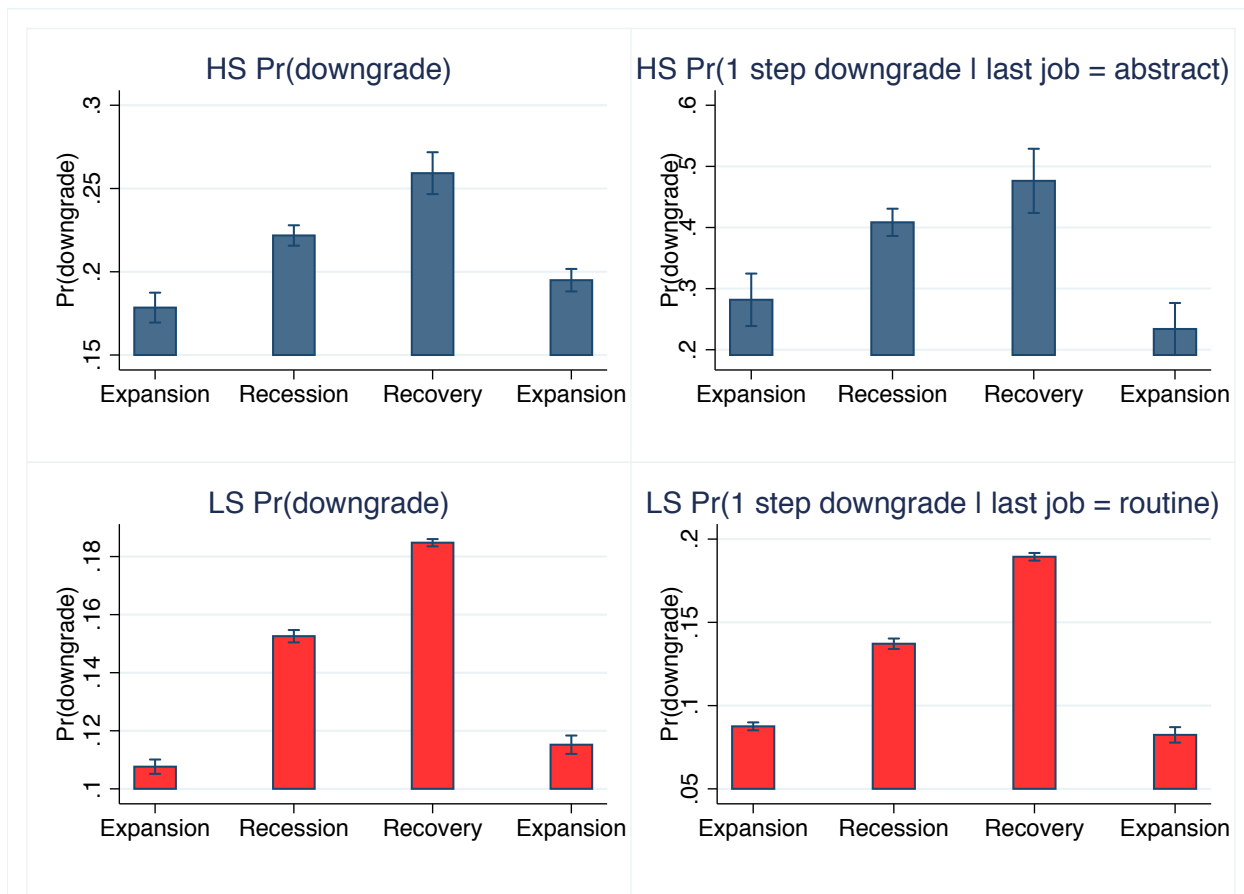 HS Pr(downgrade)
Pr(downgrade)
.3
.25
.2
.15
Expansion Recession Recovery Expansion
HS Pr(1 step downgrade | last job = abstract)
Pr(downgrade)
.6
.5
.4
.3
.2
Expansion Recession Recovery Expansion
LS Pr(downgrade)
Pr(downgrade)
.18
.16
.14
.12
.1
Expansion Recession Recovery Expansion
LS Pr(1 step downgrade | last job = routine)
Pr(downgrade)
.2
.15
.1
.05
Expansion Recession Recovery Expansion